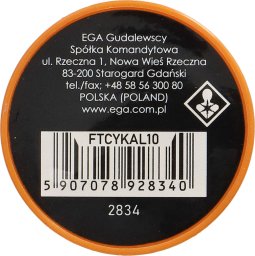 EGA Gudalewscy
Spółka Komandytowa
ul. Rzeczna 1, Nowa Wieś Rzeczna
83-200 Starogard Gdański
tel./fax; +48 58 56 300 80
POLSKA (POLAND)
www.ega.com.pl
FTCYKAL10
5 907078 928340
2834